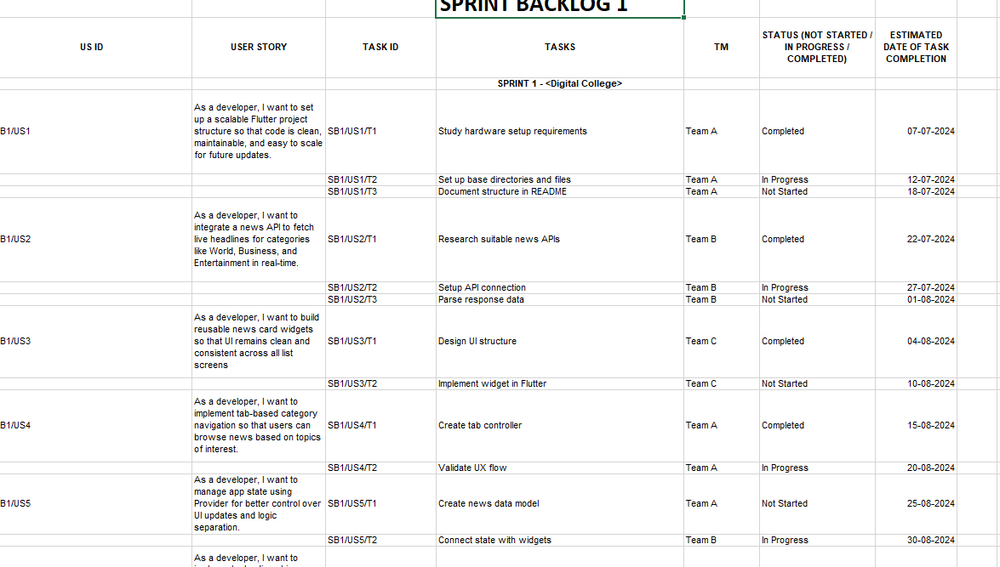 SPRINT BACKLOG 1
US ID USER STORY TASK ID TASKS TM STATUS (NOT STARTED / IN PROGRESS / COMPLETED) ESTIMATED DATE OF TASK COMPLETION
SPRINT 1 - <Digital College>
B1/US1
As a developer, I want to set
up a scalable Flutter project
structure so that code is clean,
maintainable, and easy to scale
for future updates.
SB1/US1/T1 Study hardware setup requirements Team A Completed 07-07-2024
SB1/US1/T2 Set up base directories and files Team A In Progress 12-07-2024
SB1/US1/T3 Document structure in README Team A Not Started 18-07-2024
B1/US2
As a developer, I want to
integrate a news API to fetch
live headlines for categories
like World, Business, and
Entertainment in real-time.
SB1/US2/T1 Research suitable news APIs Team B Completed 22-07-2024
SB1/US2/T2 Setup API connection Team B In Progress 27-07-2024
SB1/US2/T3 Parse response data Team B Not Started 01-08-2024
B1/US3
As a developer, I want to build
reusable news card widgets
so that UI remains clean and
consistent across all list
screens
SB1/US3/T1 Design UI structure Team C Completed 04-08-2024
SB1/US3/T2 Implement widget in Flutter Team C Not Started 10-08-2024
B1/US4
As a developer, I want to
implement tab-based category
navigation so that users can
browse news based on topics
of interest.
SB1/US4/T1 Create tab controller Team A Completed 15-08-2024
SB1/US4/T2 Validate UX flow Team A In Progress 20-08-2024
B1/US5
As a developer, I want to
manage app state using
Provider for better control over
UI updates and logic
separation.
SB1/US5/T1 Create news data model Team A Not Started 25-08-2024
SB1/US5/T2 Connect state with widgets Team B In Progress 30-08-2024
As a developer, I want to